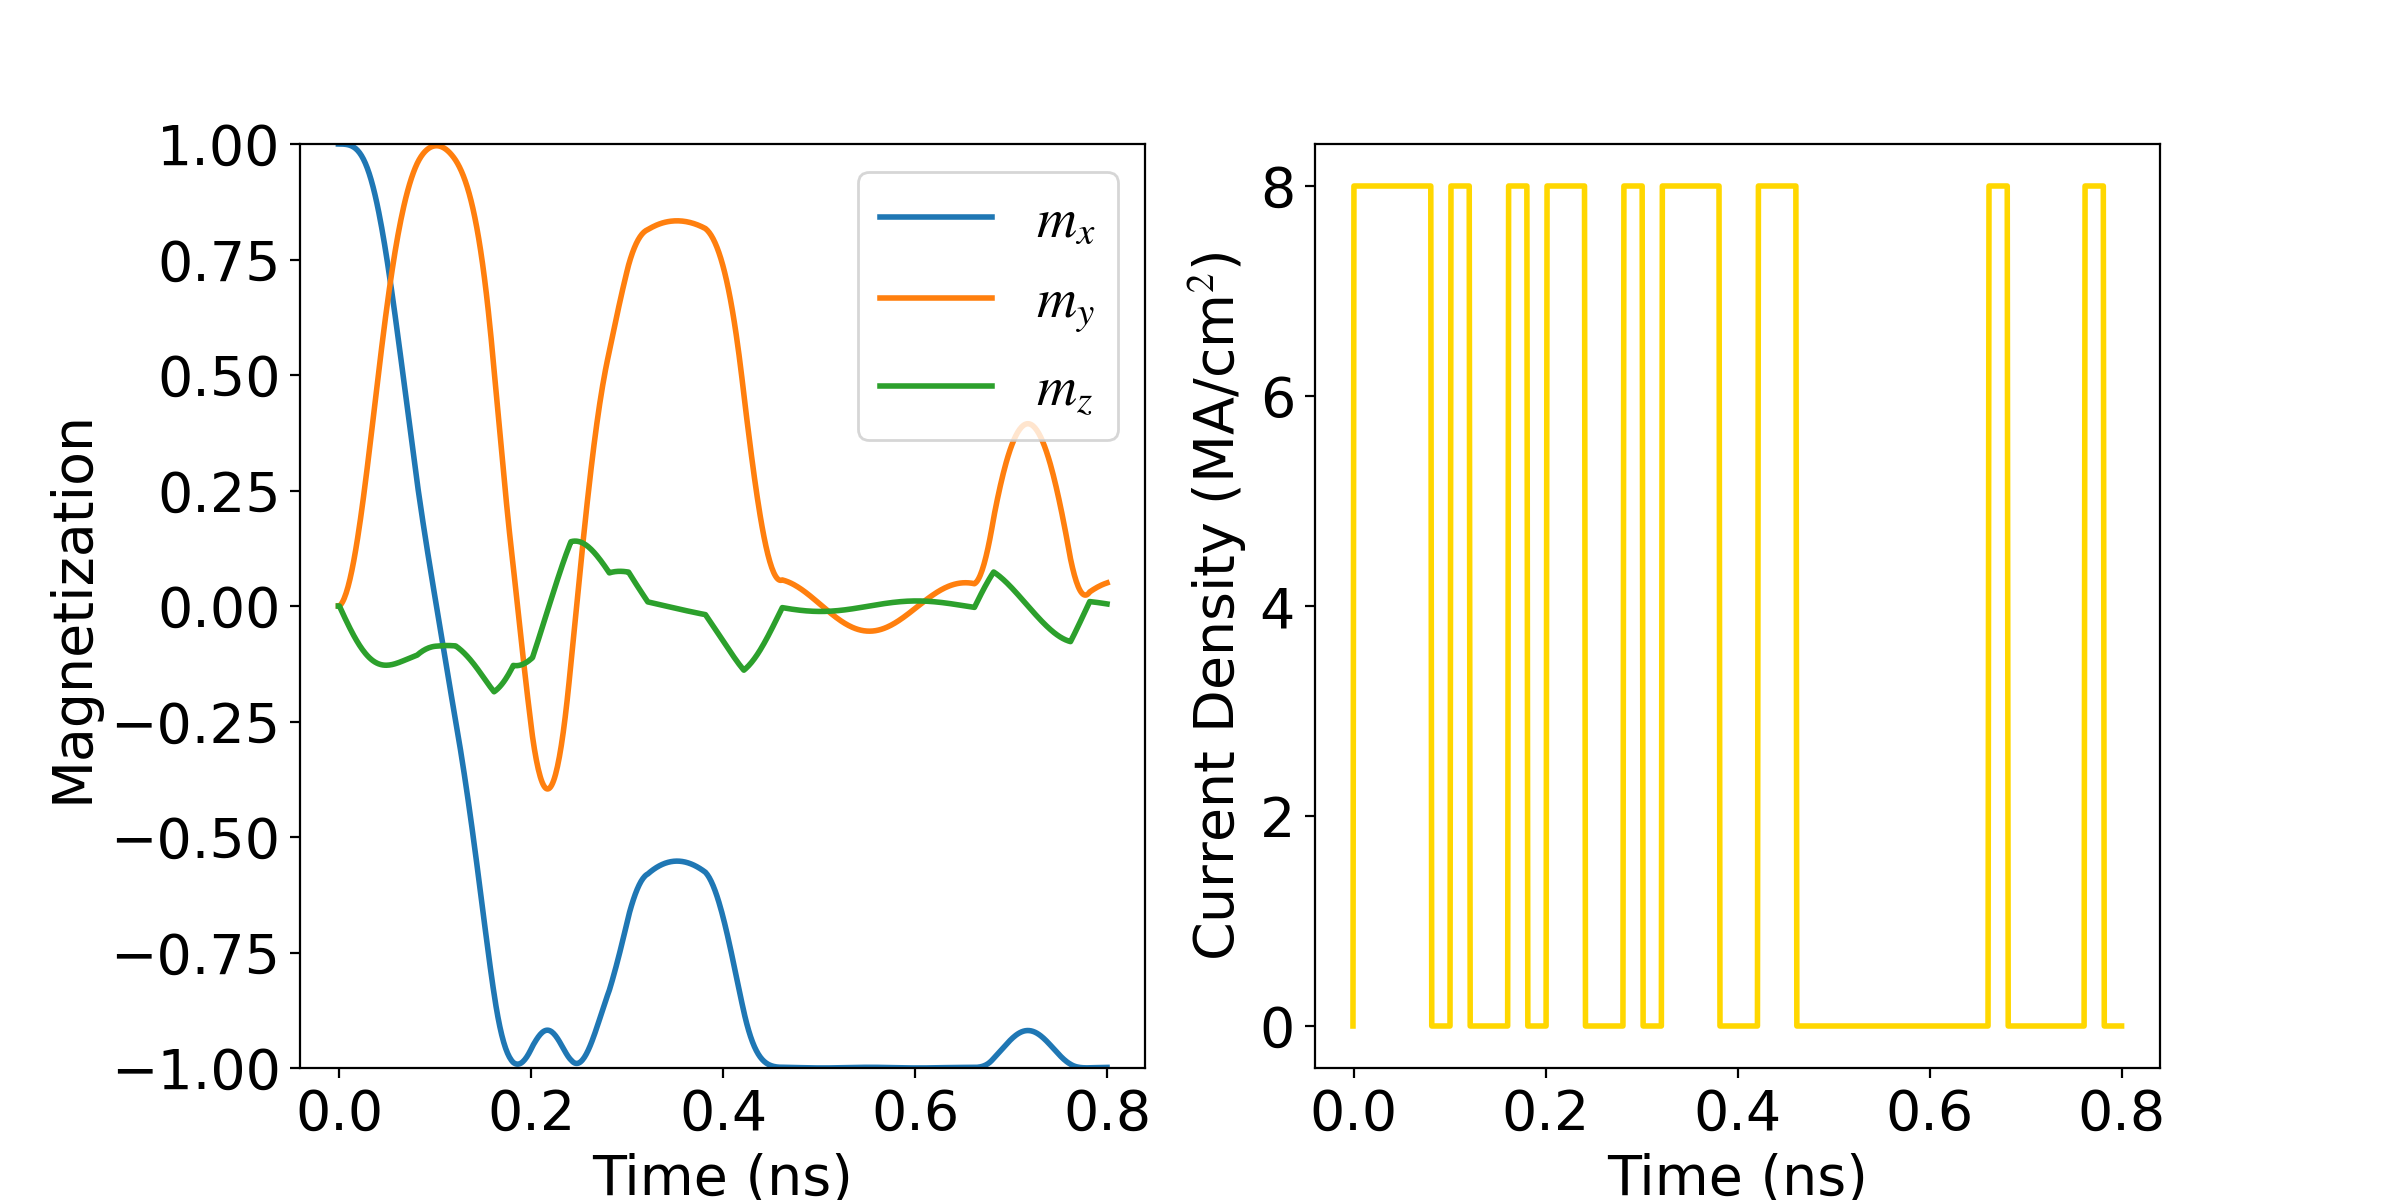 1.00
0.75
0.50
0.25
0.00
−0.25
−0.50
−0.75
−1.00
Magnetization
0.0 0.2 0.4 0.6 0.8
Time (ns)
m_x
m_y
m_z
8
6
4
2
0
Current Density (MA/cm²)
0.0 0.2 0.4 0.6 0.8
Time (ns)